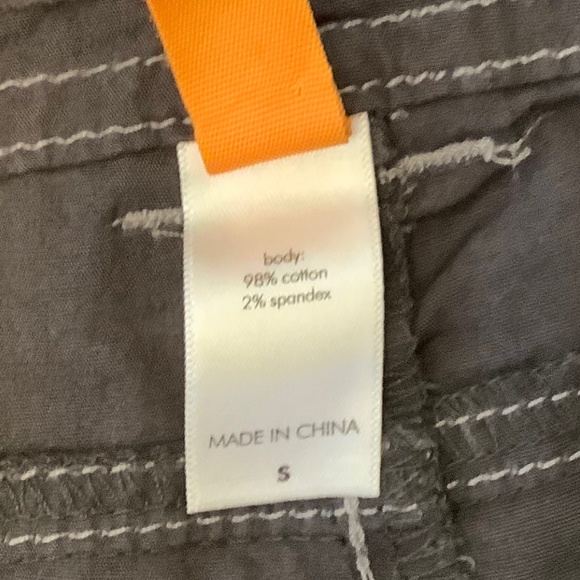 body:
98% cotton
2% spandex
MADE IN CHINA
S